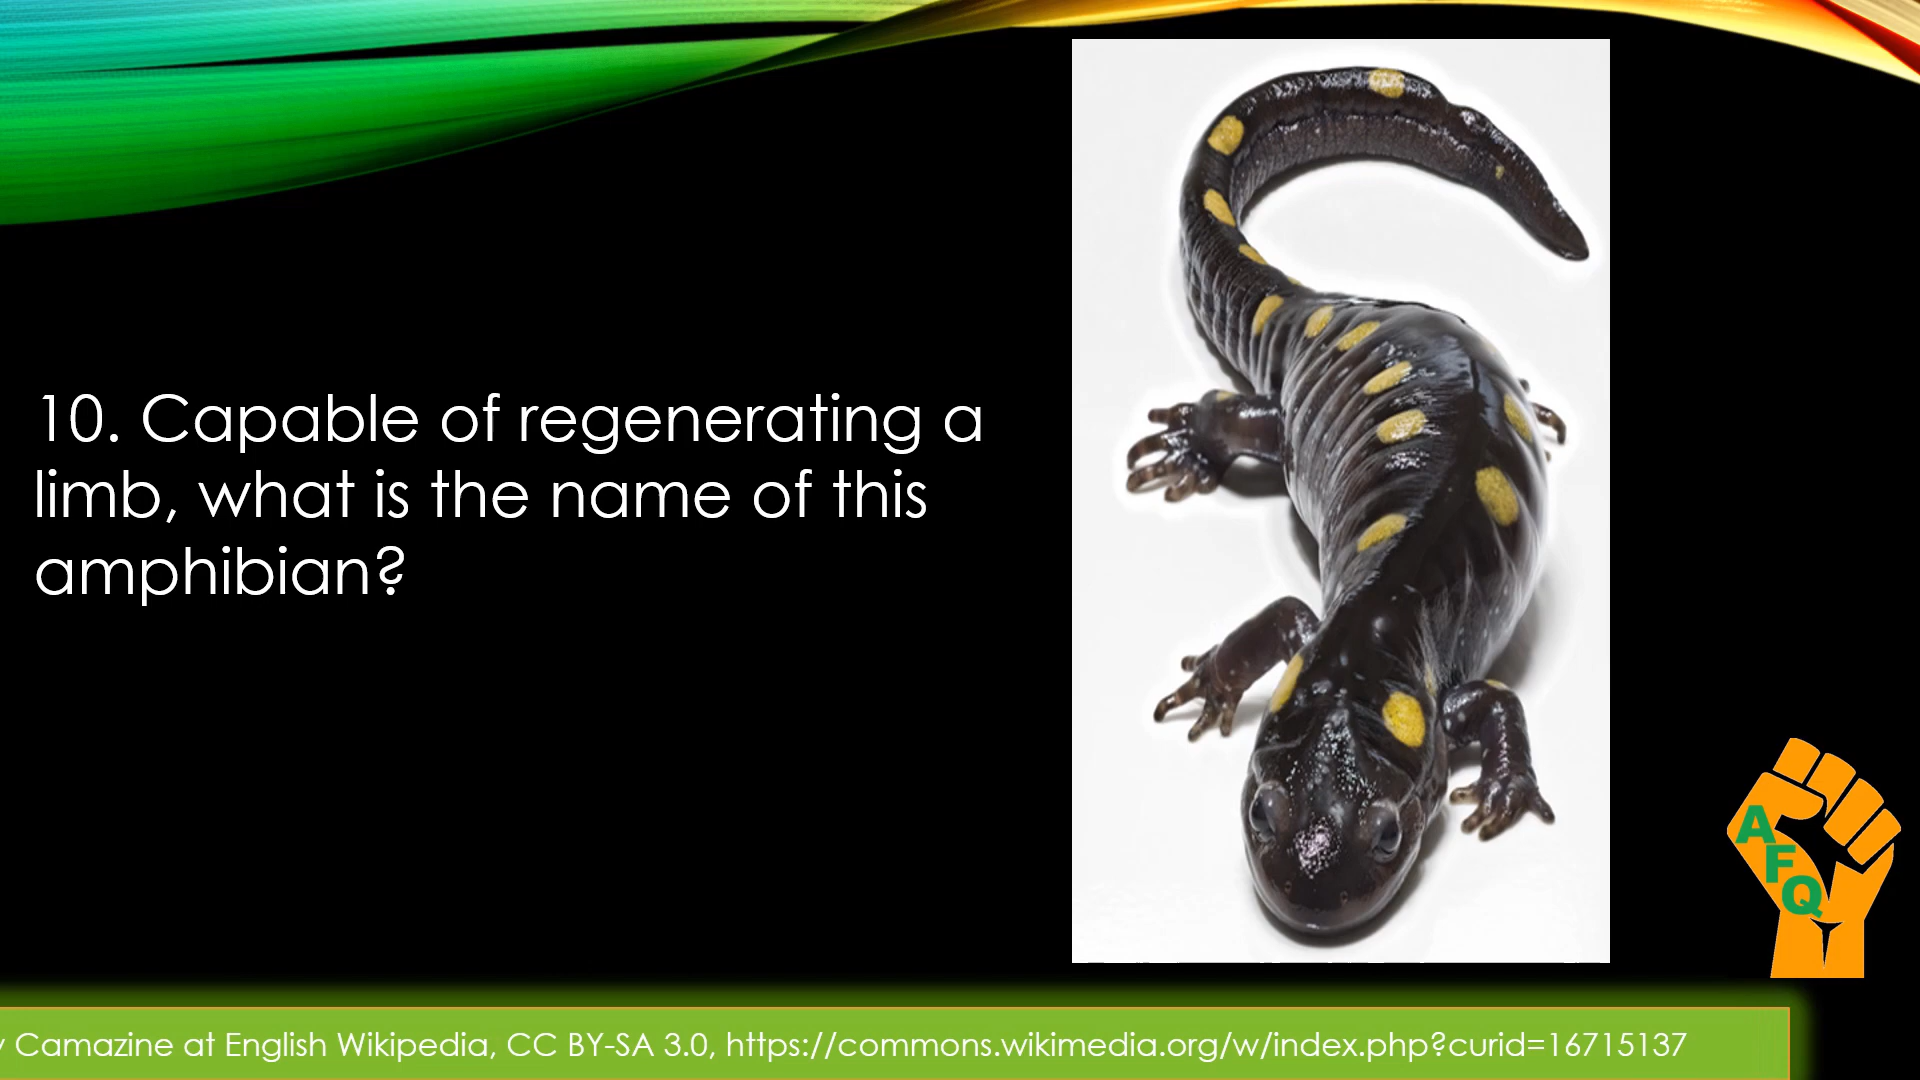 10. Capable of regenerating a
limb, what is the name of this
amphibian?
A
F
Q
Camazine at English Wikipedia, CC BY-SA 3.0, https://commons.wikimedia.org/w/index.php?curid=16715137